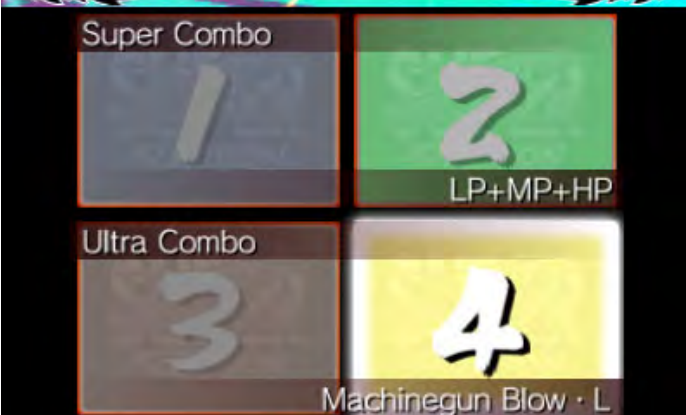 Super Combo
1
2
LP+MP+HP
Ultra Combo
3
4
Machinegun Blow · L